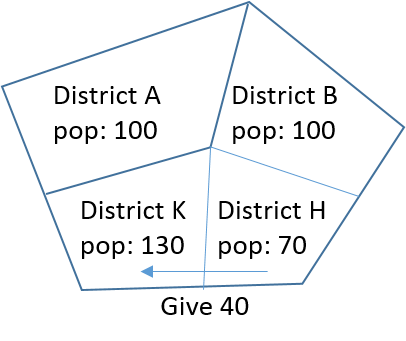 District A
pop: 100
District B
pop: 100
District K
pop: 130
District H
pop: 70
Give 40